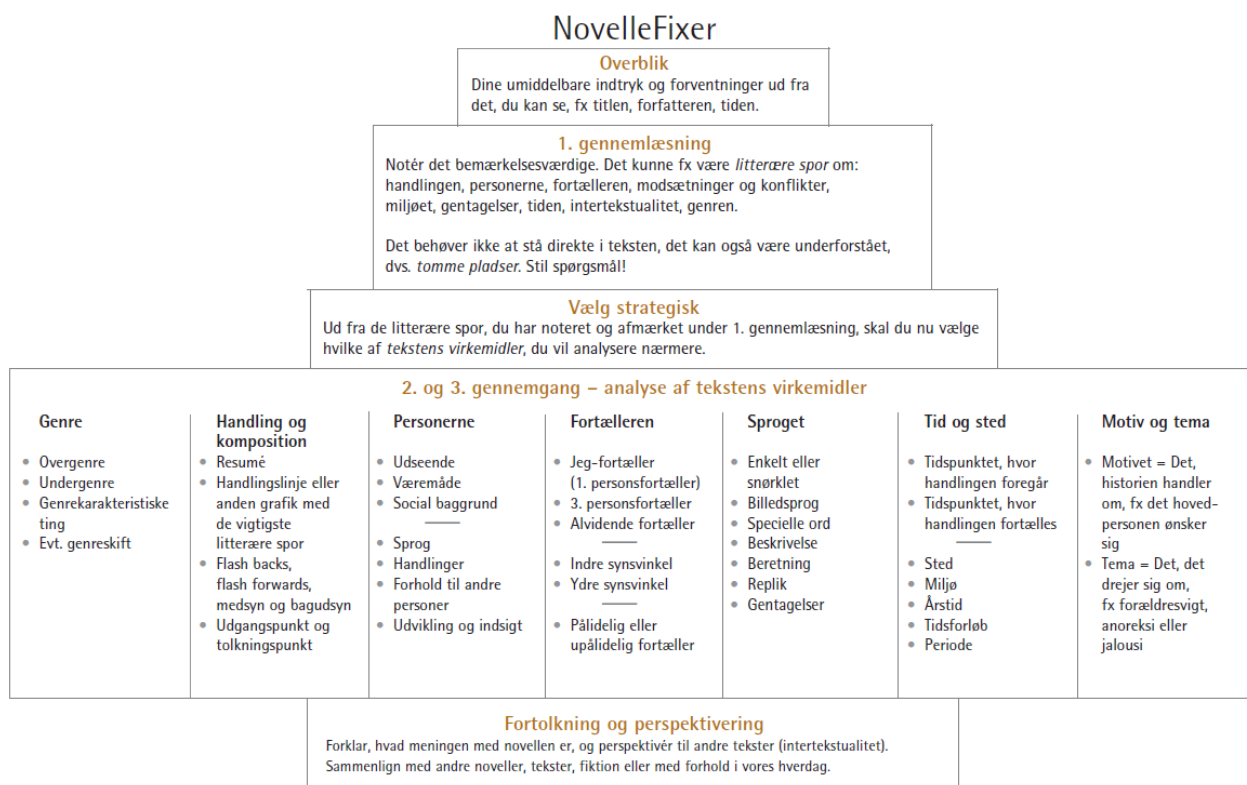 NovelleFixer
Overblik
Dine umiddelbare indtryk og forventninger ud fra
det, du kan se, fx titlen, forfatteren, tiden.
1. gennemlæsning
Notér det bemærkelsesværdige. Det kunne fx være litterære spor om:
handlingen, personerne, fortælleren, modsætninger og konflikter,
miljøet, gentagelser, tiden, intertekstualitet, genren.
Det behøver ikke at stå direkte i teksten, det kan også være underforstået,
dvs. tomme pladser. Stil spørgsmål!
Vælg strategisk
Ud fra de litterære spor, du har noteret og afmærket under 1. gennemlæsning, skal du nu vælge
hvilke af tekstens virkemidler, du vil analysere nærmere.
2. og 3. gennemgang – analyse af tekstens virkemidler
Genre
• Overgenre
• Undergenre
• Genrekarakteristiske
ting
• Evt. genreskift
Handling og
komposition
• Resumé
• Handlingslinje eller
anden grafik med
de vigtigste
litterære spor
• Flash backs,
flash forwards,
medsyn og bagudsyn
• Udgangspunkt og
tolkningspunkt
Personerne
• Udseende
• Væremåde
• Social baggrund
• Sprog
• Handlinger
• Forhold til andre
personer
• Udvikling og indsigt
Fortælleren
• Jeg-fortæller
(1. personsfortæller)
• 3. personsfortæller
• Alvidende fortæller
• Indre synsvinkel
• Ydre synsvinkel
• Pålidelig eller
upålidelig fortæller
Sproget
• Enkelt eller
snørklet
• Billedsprog
• Specielle ord
• Beskrivelse
• Beretning
• Replik
• Gentagelser
Tid og sted
• Tidspunktet, hvor
handlingen foregår
• Tidspunktet, hvor
handlingen fortælles
• Sted
• Miljø
• Årstid
• Tidsforløb
• Periode
Motiv og tema
• Motivet = Det,
historien handler
om, fx det hoved-
personen ønsker
sig
• Tema = Det, det
drejer sig om,
fx forældresvigt,
anoreksi eller
jalousi
Fortolkning og perspektivering
Forklar, hvad meningen med novellen er, og perspektivér til andre tekster (intertekstualitet).
Sammenlign med andre noveller, tekster, fiktion eller med forhold i vores hverdag.